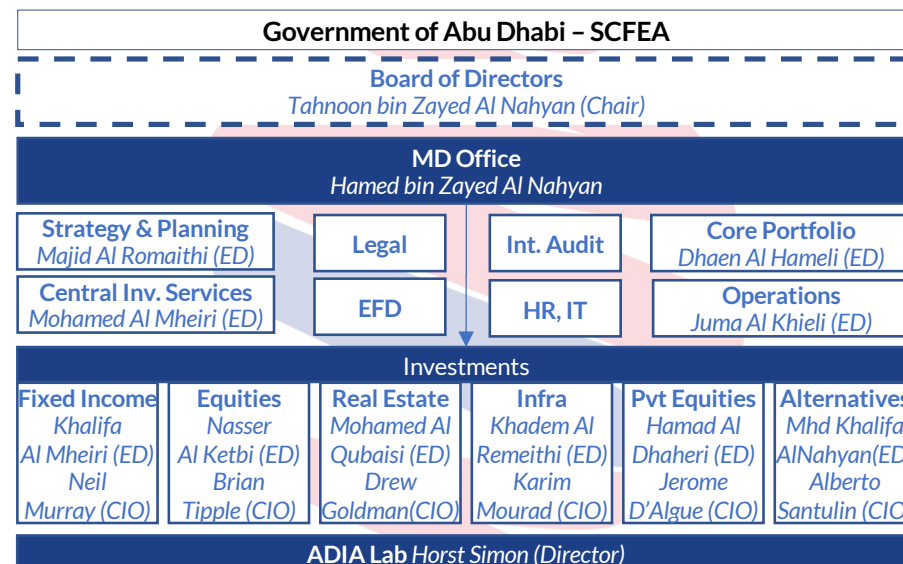 Government of Abu Dhabi – SCFEA
Board of Directors
Tahnoon bin Zayed Al Nahyan (Chair)
MD Office
Hamed bin Zayed Al Nahyan
Strategy & Planning
Majid Al Romaithi (ED)
Legal
Int. Audit
Core Portfolio
Dhaen Al Hameli (ED)
Central Inv. Services
Mohamed Al Mheiri (ED)
EFD
HR, IT
Operations
Juma Al Khieli (ED)
Investments
Fixed Income
Khalifa
Al Mheiri (ED)
Neil
Murray (CIO)
Equities
Nasser
Al Ketbi (ED)
Brian
Tipple (CIO)
Real Estate
Mohamed Al
Qubaisi (ED)
Drew
Goldman(CIO)
Infra
Khadem Al
Remeithi (ED)
Karim
Mourad (CIO)
Pvt Equities
Hamad Al
Dhaheri (ED)
Jerome
D'Algue (CIO)
Alternatives
Mhd Khalifa
AlNahyan(ED)
Alberto
Santulin (CIO)
ADIA Lab Horst Simon (Director)